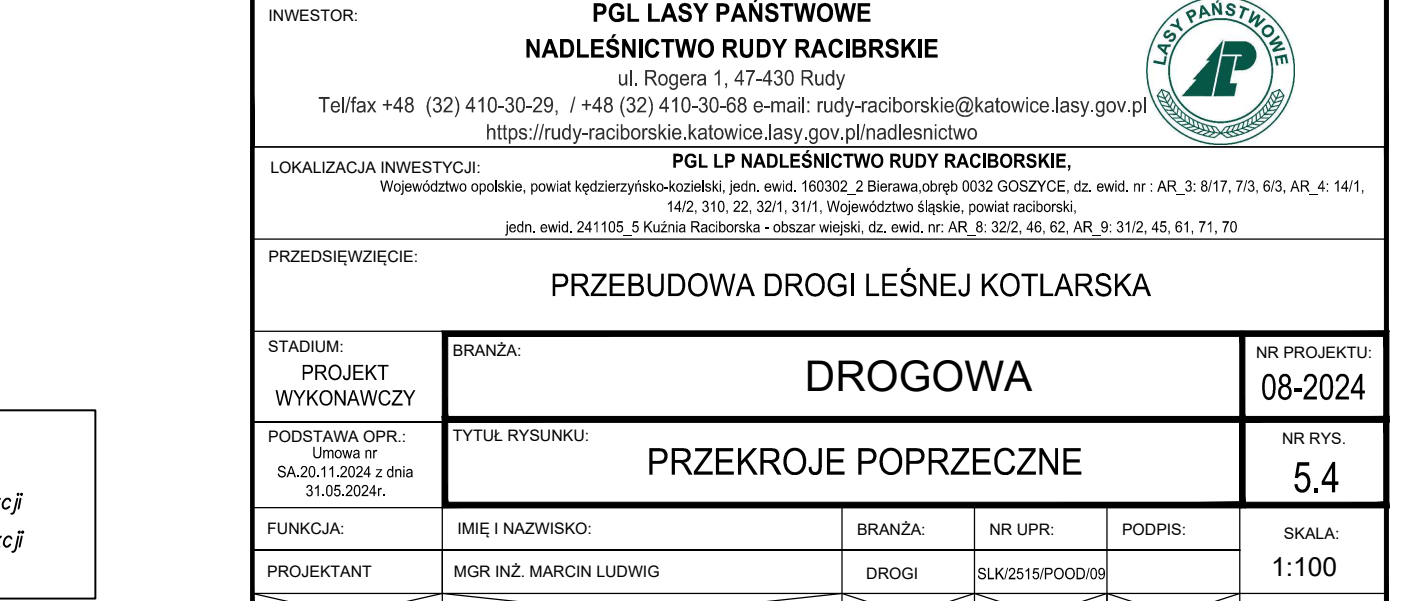 INWESTOR:
PGL LASY PAŃSTWOWE
NADLEŚNICTWO RUDY RACIBRSKIE
ul. Rogera 1, 47-430 Rudy
Tel/fax +48 (32) 410-30-29, / +48 (32) 410-30-68 e-mail: rudy-raciborskie@katowice.lasy.gov.pl
https://rudy-raciborskie.katowice.lasy.gov.pl/nadlesnictwo
LASY PAŃSTWOWE
LOKALIZACJA INWESTYCJI:
PGL LP NADLEŚNICTWO RUDY RACIBORSKIE,
Województwo opolskie, powiat kędzierzyńsko-kozielski, jedn. ewid. 160302_2 Bierawa,obręb 0032 GOSZYCE, dz. ewid. nr : AR_3: 8/17, 7/3, 6/3, AR_4: 14/1,
14/2, 310, 22, 32/1, 31/1, Województwo śląskie, powiat raciborski,
jedn. ewid. 241105_5 Kuźnia Raciborska - obszar wiejski, dz. ewid. nr: AR_8: 32/2, 46, 62, AR_9: 31/2, 45, 61, 71, 70
PRZEDSIĘWZIĘCIE:
PRZEBUDOWA DROGI LEŚNEJ KOTLARSKA
STADIUM:
PROJEKT
WYKONAWCZY
BRANŻA:
DROGOWA
NR PROJEKTU:
08-2024
PODSTAWA OPR.:
Umowa nr
SA.20.11.2024 z dnia
31.05.2024r.
TYTUŁ RYSUNKU:
PRZEKROJE POPRZECZNE
NR RYS.
5.4
FUNKCJA:
IMIĘ I NAZWISKO:
BRANŻA:
NR UPR:
PODPIS:
SKALA:
1:100
PROJEKTANT
MGR INŻ. MARCIN LUDWIG
DROGI
SLK/2515/POOD/09
cji
cji